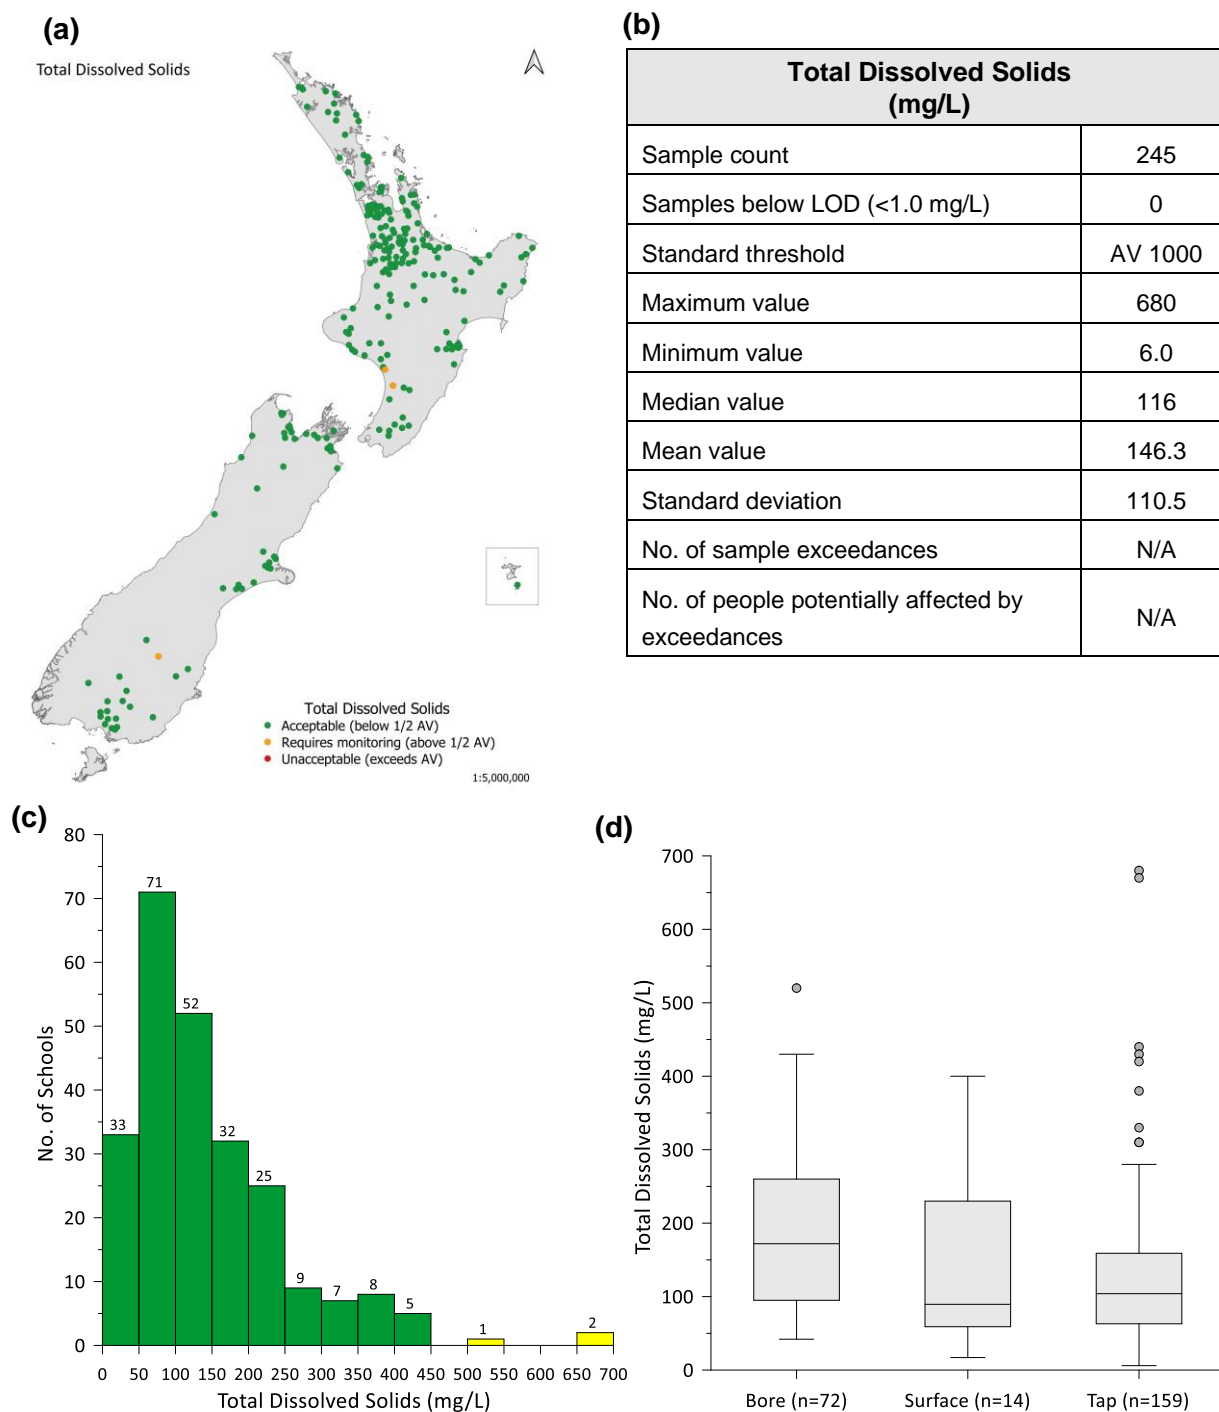 (a)
Total Dissolved Solids
Total Dissolved Solids
Acceptable (below 1/2 AV)
Requires monitoring (above 1/2 AV)
Unacceptable (exceeds AV)
1:5,000,000
(b)
Total Dissolved Solids
(mg/L)
Sample count 245
Samples below LOD (<1.0 mg/L) 0
Standard threshold AV 1000
Maximum value 680
Minimum value 6.0
Median value 116
Mean value 146.3
Standard deviation 110.5
No. of sample exceedances N/A
No. of people potentially affected by
exceedances N/A
(c)
No. of Schools
80
70
60
50
40
30
20
10
0
33
71
52
32
25
9
7
8
5
1
2
0 50 100 150 200 250 300 350 400 450 500 550 600 650 700
Total Dissolved Solids (mg/L)
(d)
Total Dissolved Solids (mg/L)
700
600
500
400
300
200
100
0
Bore (n=72) Surface (n=14) Tap (n=159)